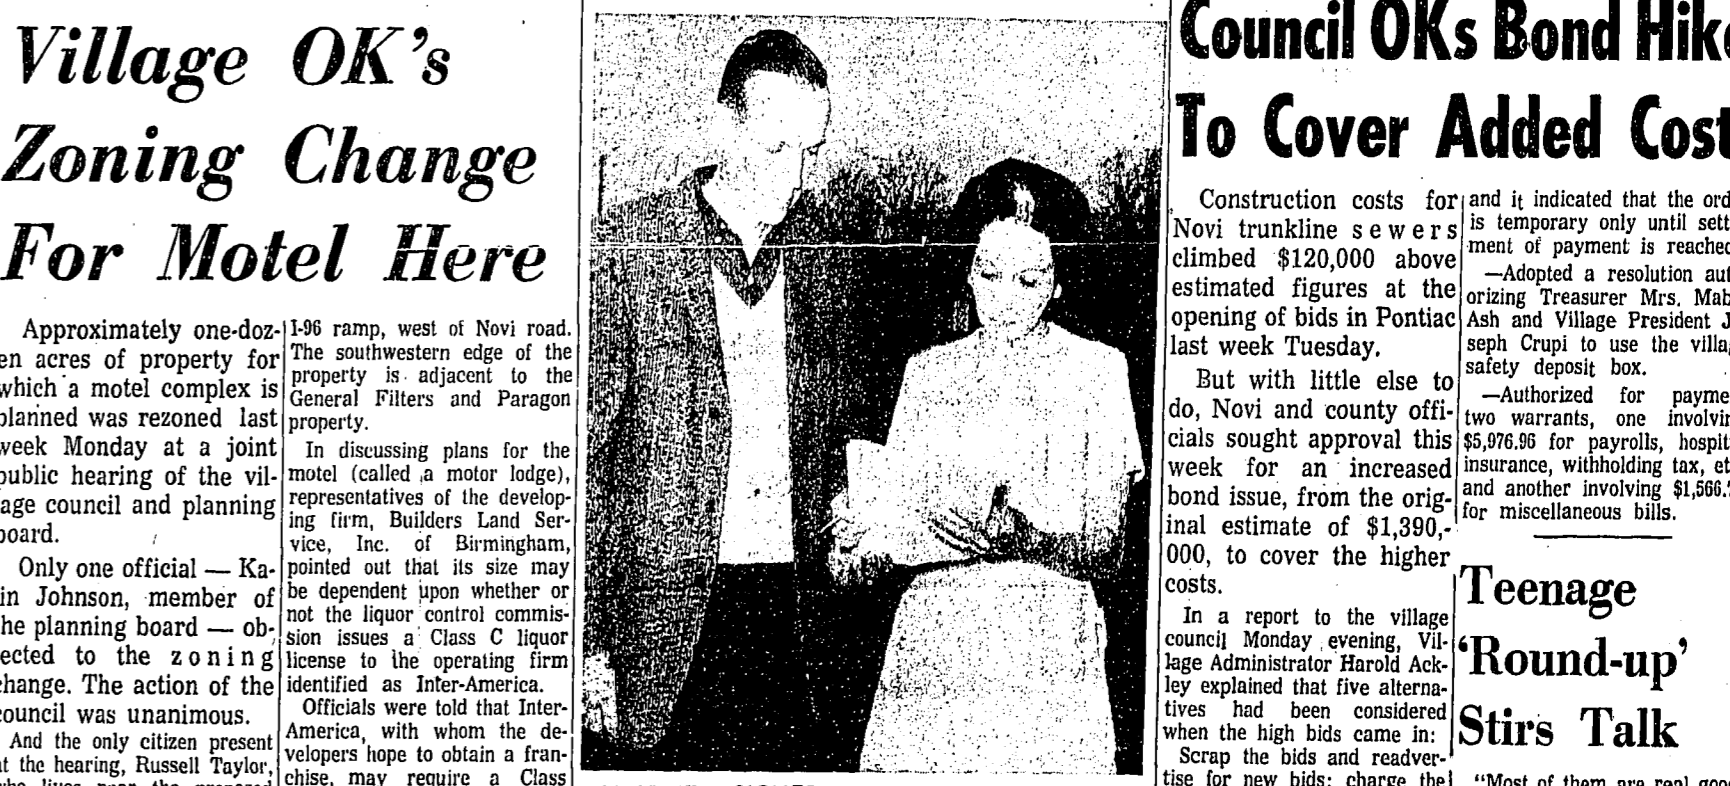 Village OK's
Zoning Change
For Motel Here
Approximately one-doz-
en acres of property for
which a motel complex is
planned was rezoned last
week Monday at a joint
public hearing of the vil-
age council and planning
board.
Only one official — Ka-
in Johnson, member of
he planning board — ob-
ected to the zoning
change. The action of the
council was unanimous.
And the only citizen present
at the hearing, Russell Taylor,
I-96 ramp, west of Novi road.
The southwestern edge of the
property is adjacent to the
General Filters and Paragon
property.
In discussing plans for the
motel (called a motor lodge),
representatives of the develop-
ing firm, Builders Land Ser-
vice, Inc. of Birmingham,
pointed out that its size may
be dependent upon whether or
not the liquor control commis-
sion issues a Class C liquor
license to the operating firm
identified as Inter-America.
Officials were told that Inter-
America, with whom the de-
velopers hope to obtain a fran-
chise, may require a Class
Council OKs Bond Hike
To Cover Added Cost
Construction costs for
Novi trunkline sewers
climbed $120,000 above
estimated figures at the
opening of bids in Pontiac
last week Tuesday.
But with little else to
do, Novi and county offi-
cials sought approval this
week for an increased
bond issue, from the orig-
inal estimate of $1,390,-
000, to cover the higher
costs.
In a report to the village
council Monday evening, Vil-
lage Administrator Harold Ack-
ley explained that five alterna-
tives had been considered
when the high bids came in:
Scrap the bids and readver-
tise for new bids; charge the
and it indicated that the ord
is temporary only until sett
ment of payment is reached
—Adopted a resolution aut
orizing Treasurer Mrs. Mab
Ash and Village President J
seph Crupi to use the villa
safety deposit box.
—Authorized for payme
two warrants, one involvin
$5,976.96 for payrolls, hospit
insurance, withholding tax, et
and another involving $1,566.
for miscellaneous bills.
Teenage
'Round-up'
Stirs Talk
"Most of them are real good